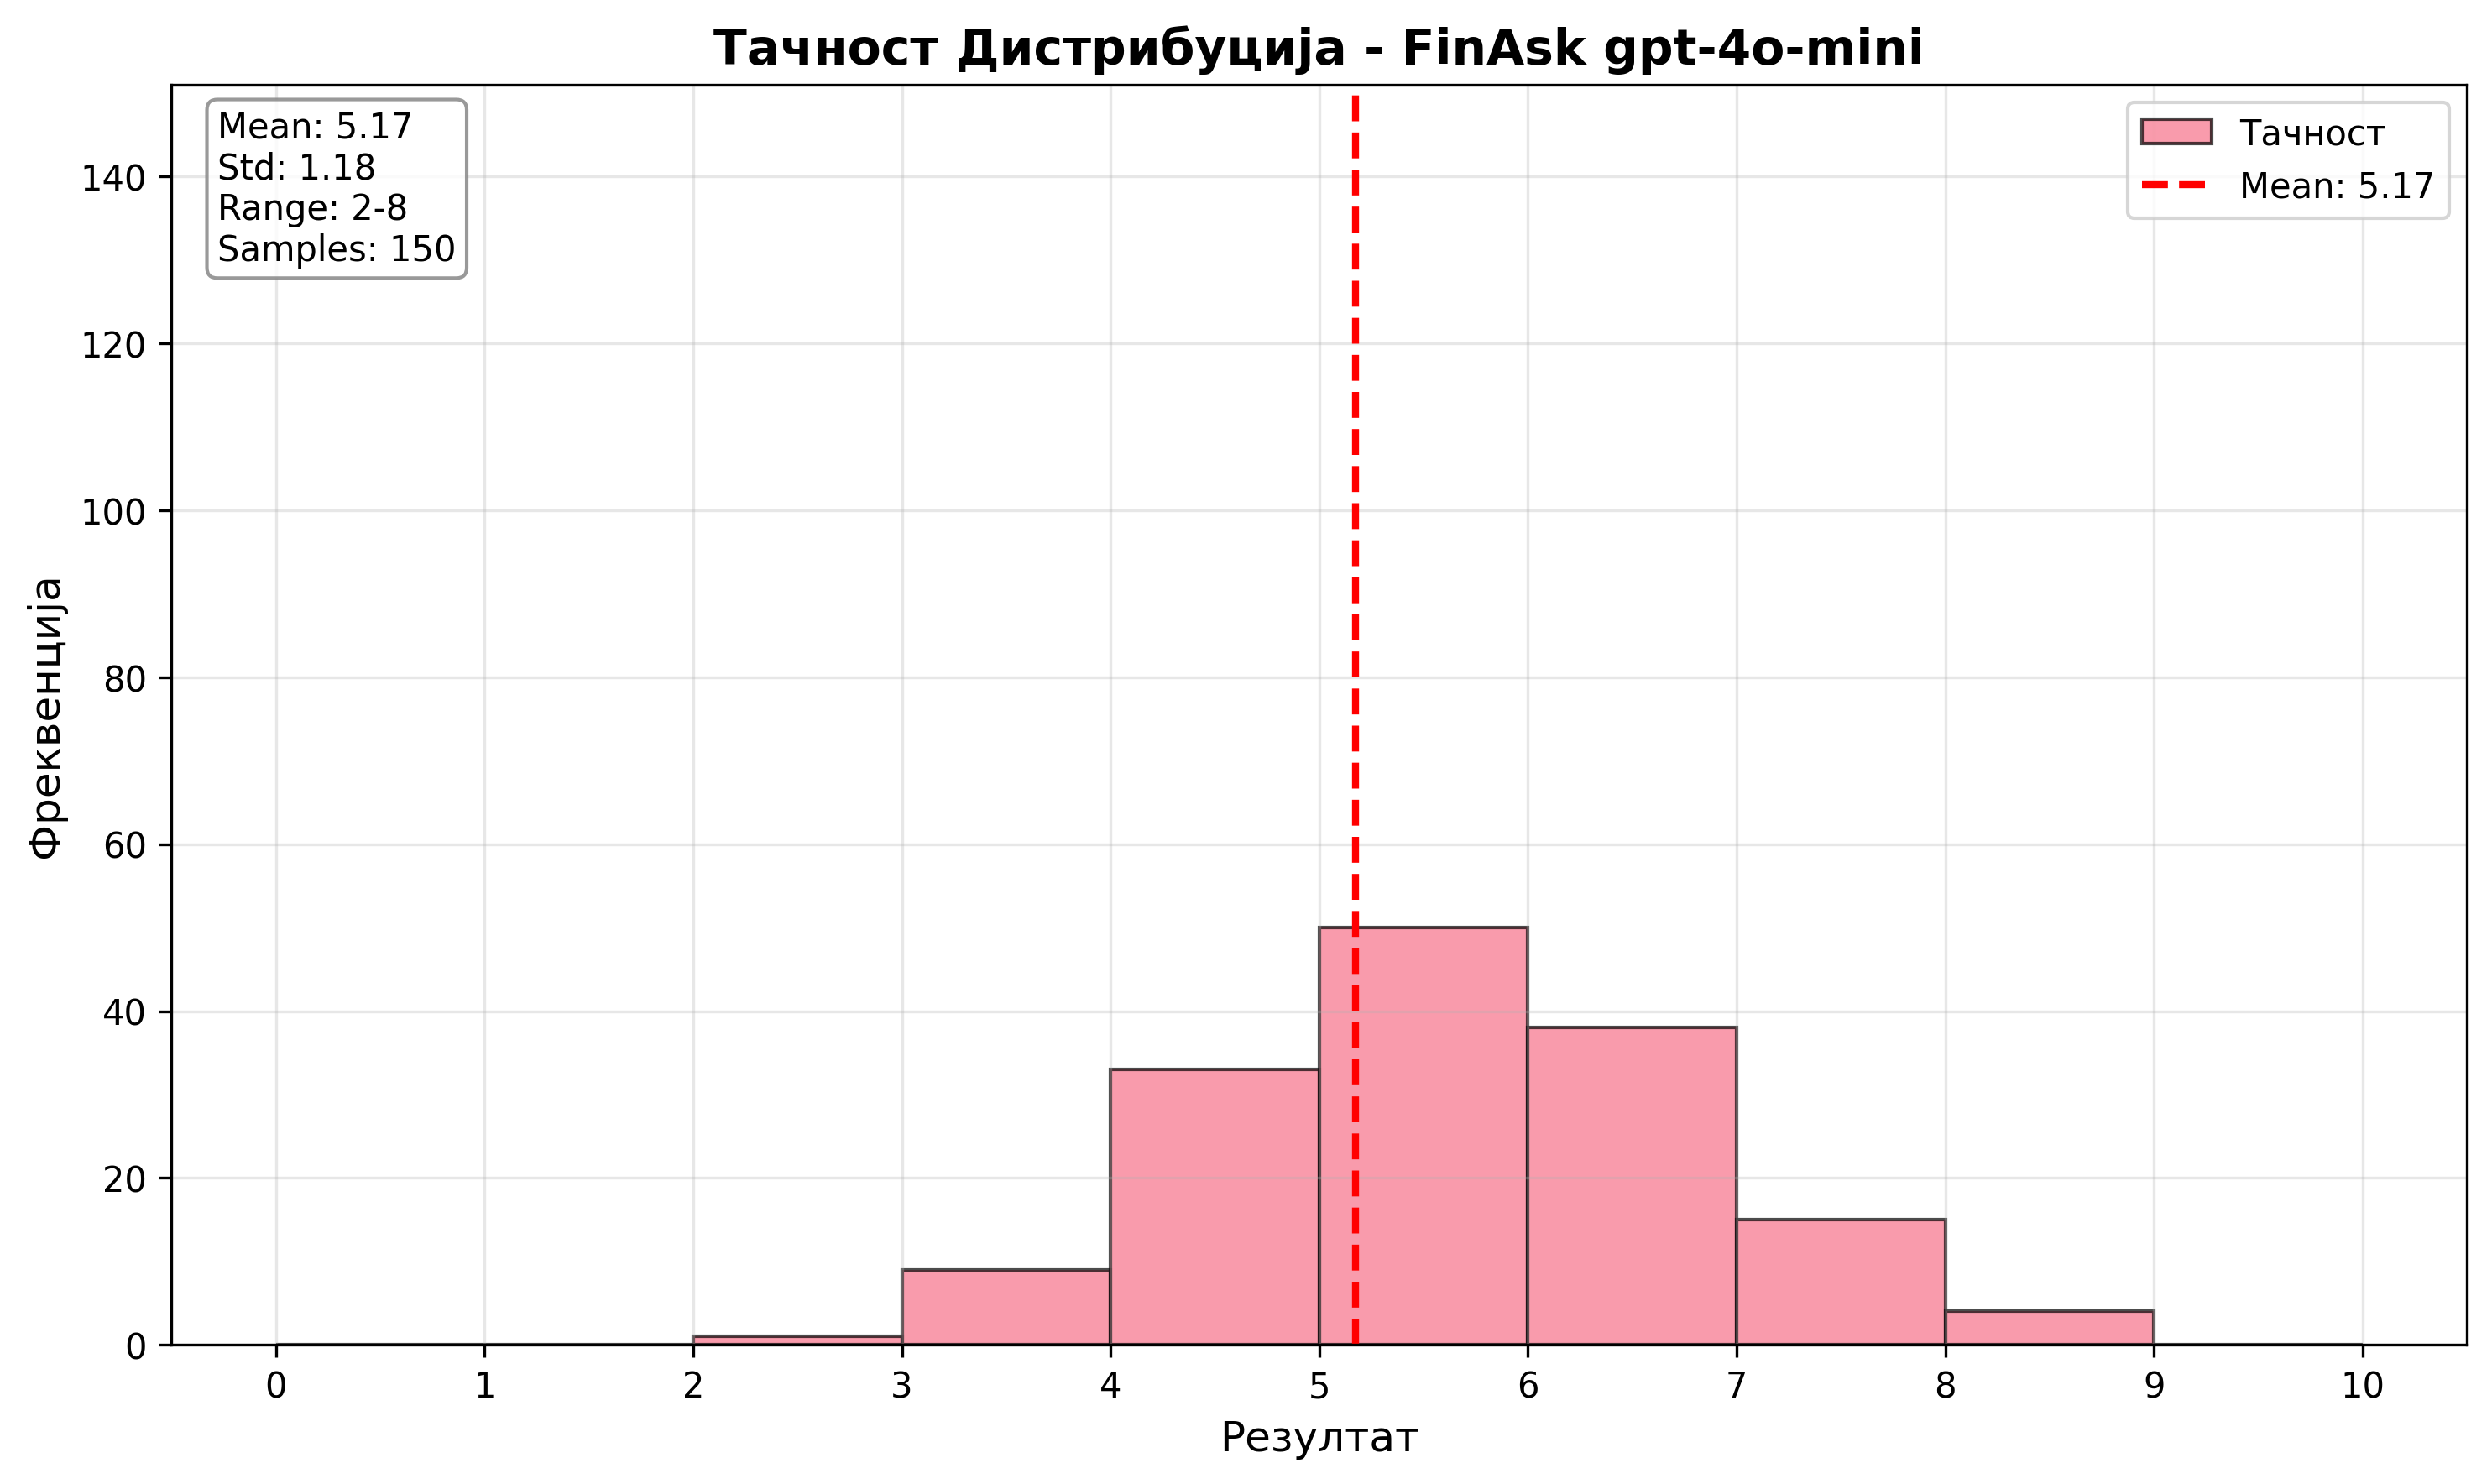 Тачност Дистрибуција - FinAsk gpt-4o-mini
Mean: 5.17
Std: 1.18
Range: 2-8
Samples: 150
Тачност
Mean: 5.17
Фреквенција
140
120
100
80
60
40
20
0
0 1 2 3 4 5 6 7 8 9 10
Резултат